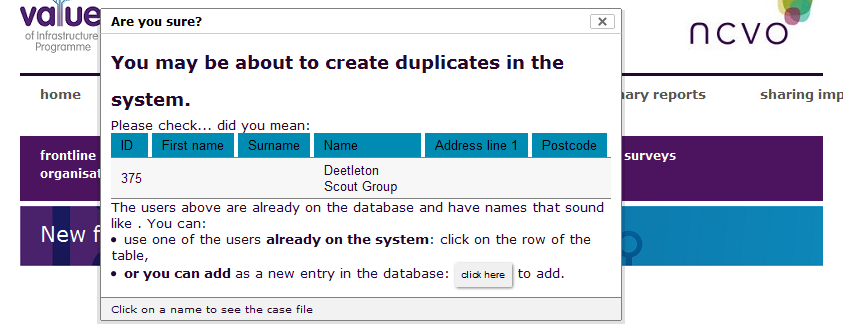 value
of Infrastructure
Programme
ncvo
Are you sure?
You may be about to create duplicates in the
system.
Please check... did you mean:
ID First name Surname Name Address line 1 Postcode
375 Deetleton
Scout Group
The users above are already on the database and have names that sound
like . You can:
• use one of the users already on the system: click on the row of the
table,
• or you can add as a new entry in the database: click here to add.
Click on a name to see the case file
home
reports
sharing
frontline
surveys
New